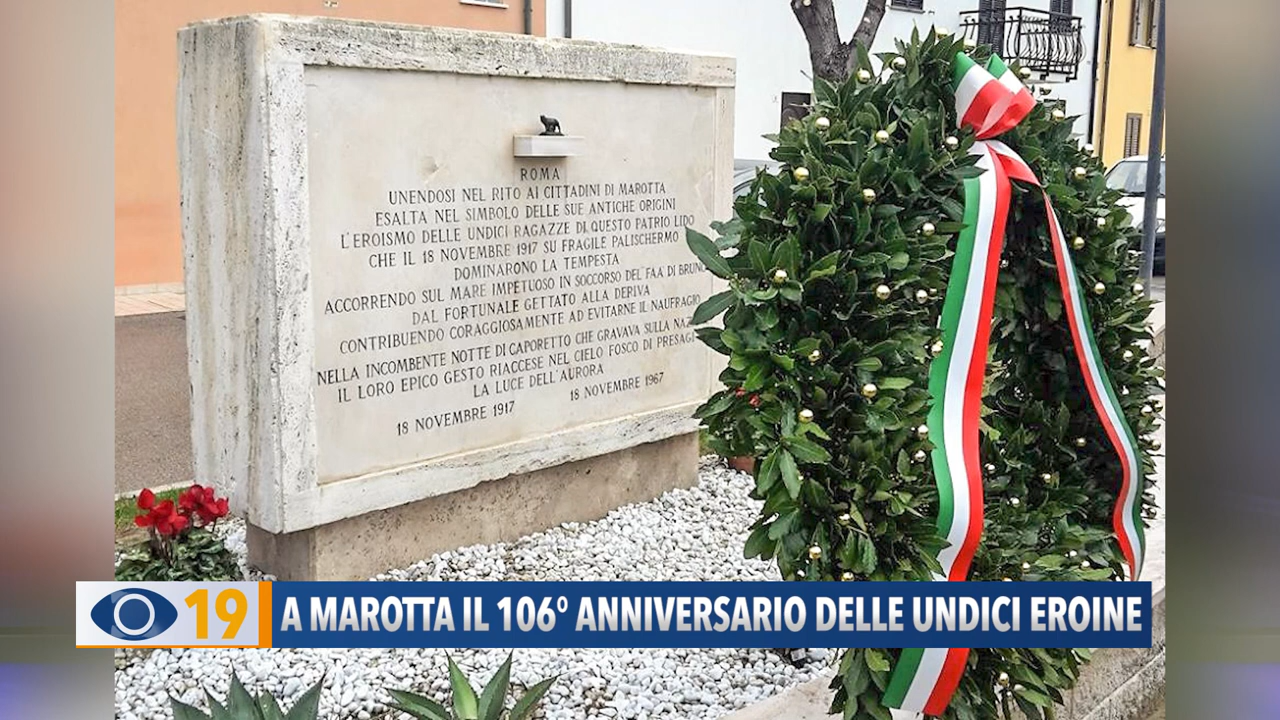 ROMA
UNENDOSI NEL RITO AI CITTADINI DI MAROTTA
ESALTA NEL SIMBOLO DELLE SUE ANTICHE ORIGINI
L'EROISMO DELLE UNDICI RAGAZZE DI QUESTO PATRIO LIDO
CHE IL 18 NOVEMBRE 1917 SU FRAGILE PALISCHERMO
DOMINARONO LA TEMPESTA
ACCORRENDO SUL MARE IMPETUOSO IN SOCCORSO DEL FAA DI BRUNO
DAL FORTUNALE GETTATO ALLA DERIVA
CONTRIBUENDO CORAGGIOSAMENTE AD EVITARNE IL NAUFRAGIO
NELLA INCOMBENTE NOTTE DI CAPORETTO CHE GRAVAVA SULLA
IL LORO EPICO GESTO RIACCESE NEL CIELO FOSCO DI
LA LUCE DELL'AURORA
18 NOVEMBRE 1917 18 NOVEMBRE 1967
19 A MAROTTA IL 106º ANNIVERSARIO DELLE UNDICI EROINE